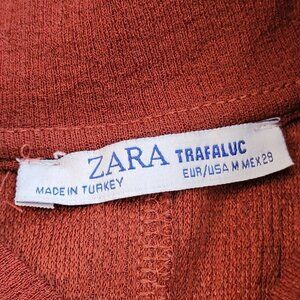 ZARA TRAFALUC
MADE IN TURKEY EUR/USA M MEX 29